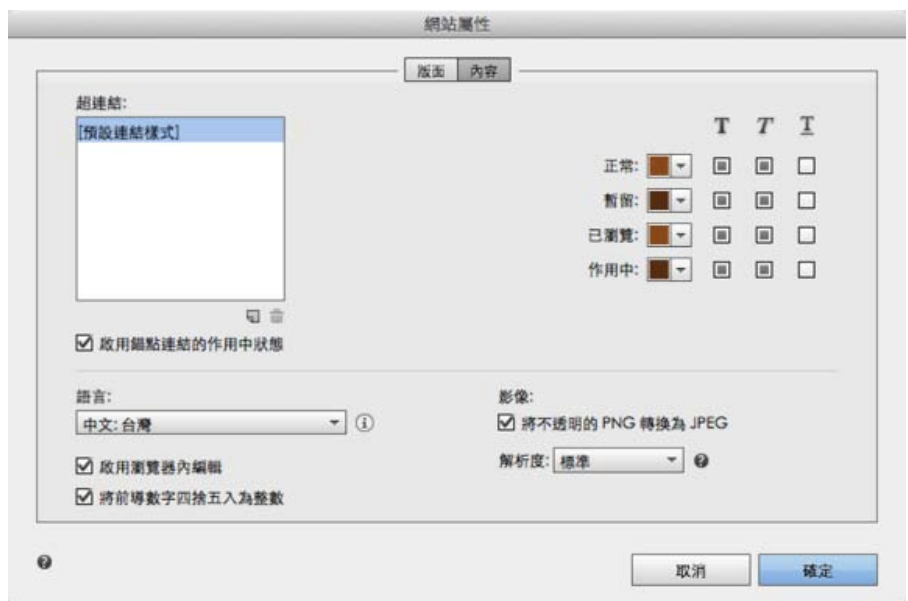 網站屬性
版面 內容
超連結:
[預設連結樣式]
T T T
正常:
暫留:
已瀏覽:
作用中:
啟用錨點連結的作用中狀態
語言:
中文: 台灣
啟用瀏覽器內編輯
將前導數字四捨五入為整數
影像:
將不透明的 PNG 轉換為 JPEG
解析度: 標準
取消 確定